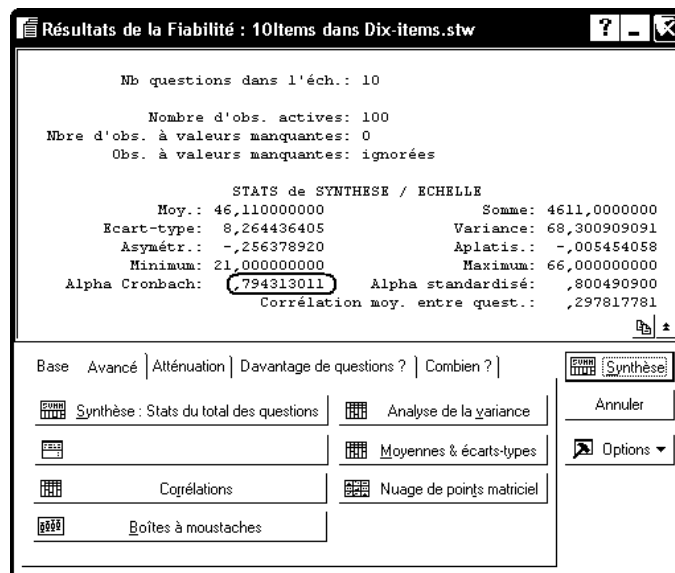 Résultats de la Fiabilité : 10Items dans Dix-items.stw
Nb questions dans l'éch.: 10
Nombre d'obs. actives: 100
Nbre d'obs. à valeurs manquantes: 0
Obs. à valeurs manquantes: ignorées
STATS de SYNTHESE / ECHELLE
Moy.: 46,110000000 Somme: 4611,0000000
Ecart-type: 8,264436405 Variance: 68,300909091
Asymétr.: -,256378920 Aplatis.: -,005454058
Minimum: 21,000000000 Maximum: 66,000000000
Alpha Cronbach: ,794313011 Alpha standardisé: ,800490900
Corrélation moy. entre quest.: ,297817781
Base Avancé Atténuation Davantage de questions ? Combien ? Synthèse
Synthèse : Stats du total des questions Analyse de la variance Annuler
Moyennes & écarts-types Options
Corrélations Nuage de points matriciel
Boîtes à moustaches